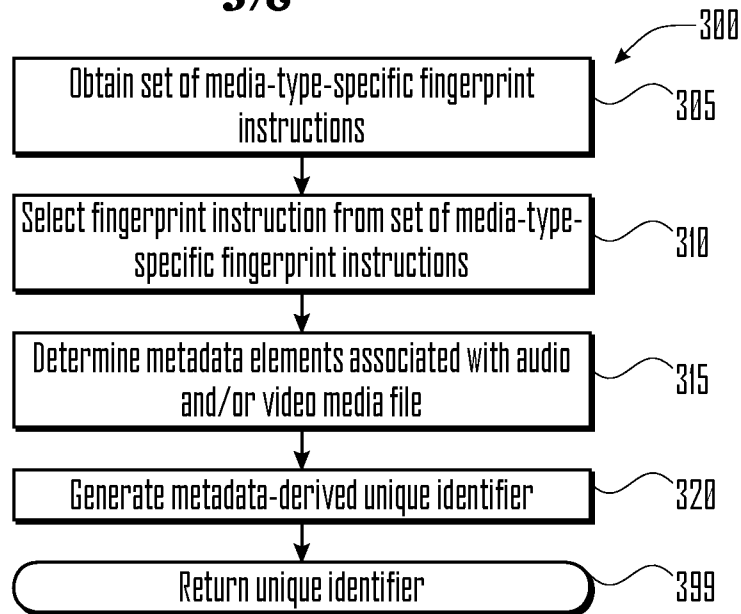 3/8
300
Obtain set of media-type-specific fingerprint
instructions
305
Select fingerprint instruction from set of media-type-
specific fingerprint instructions
310
Determine metadata elements associated with audio
and/or video media file
315
Generate metadata-derived unique identifier
320
Return unique identifier
399